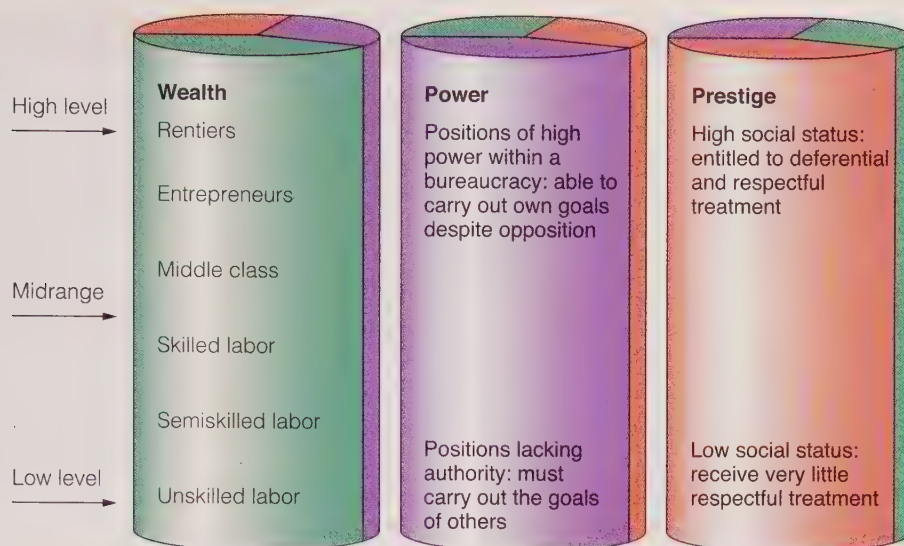 High level
Midrange
Low level
Wealth
Rentiers
Entrepreneurs
Middle class
Skilled labor
Semiskilled labor
Unskilled labor
Power
Positions of high
power within a
bureaucracy: able to
carry out own goals
despite opposition
Positions lacking
authority: must
carry out the goals
of others
Prestige
High social status:
entitled to deferential
and respectful
treatment
Low social status:
receive very little
respectful treatment